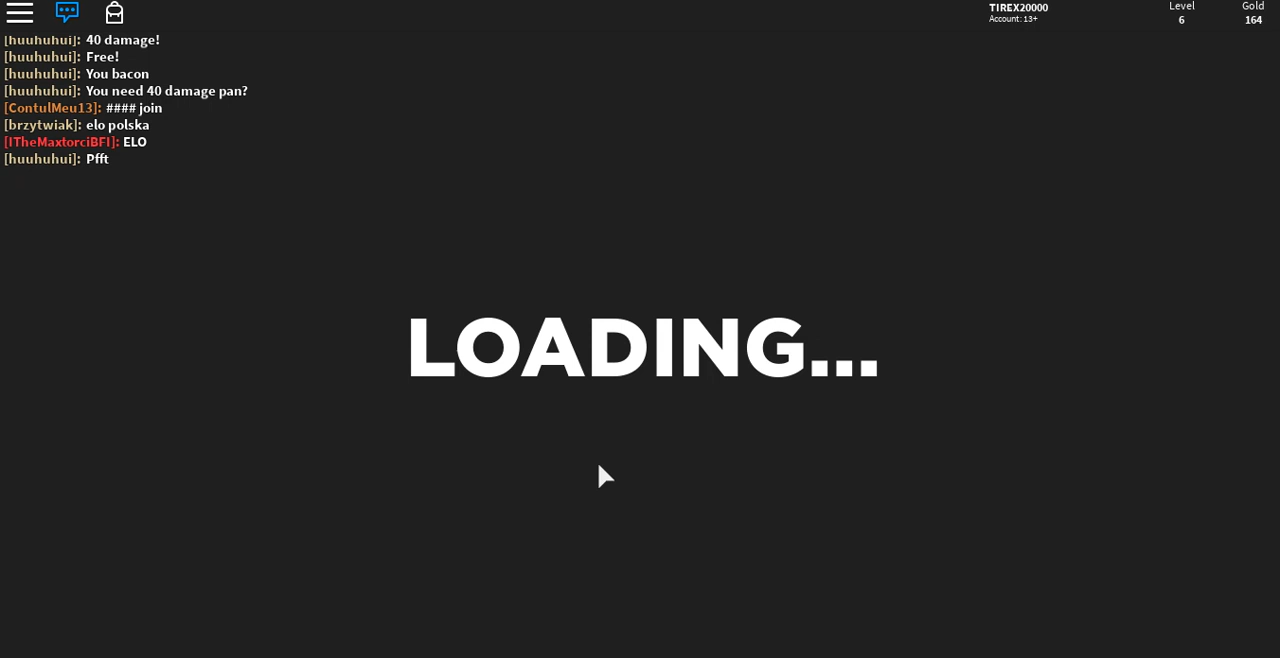 TIREX20000
Account: 13+
Level
6
Gold
164
[huuhuhui]: 40 damage!
[huuhuhui]: Free!
[huuhuhui]: You bacon
[huuhuhui]: You need 40 damage pan?
[ContulMeu13]: #### join
[brzytwiak]: elo polska
[ITheMaxtorciBFI]: ELO
[huuhuhui]: Pfft
LOADING...